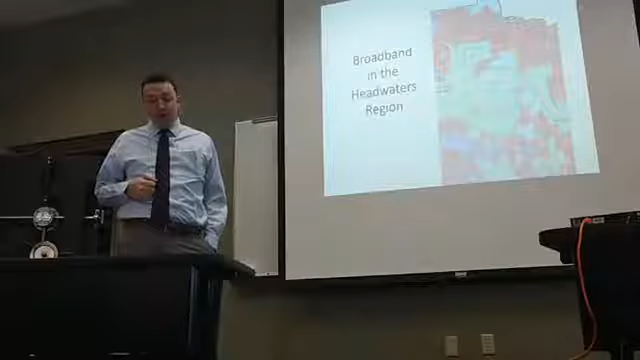 Broadband
in the
Headwaters
Region